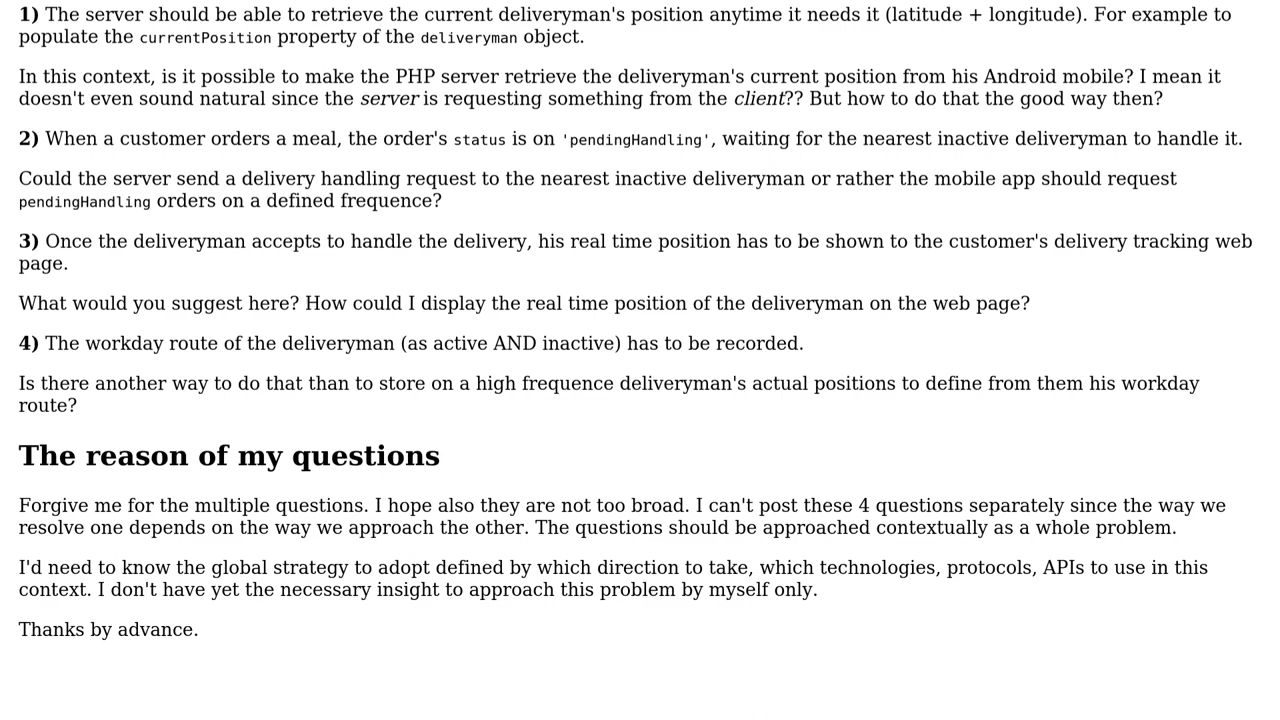 1) The server should be able to retrieve the current deliveryman's position anytime it needs it (latitude + longitude). For example to
populate the currentPosition property of the deliveryman object.
In this context, is it possible to make the PHP server retrieve the deliveryman's current position from his Android mobile? I mean it
doesn't even sound natural since the server is requesting something from the client?? But how to do that the good way then?
2) When a customer orders a meal, the order's status is on 'pendingHandling', waiting for the nearest inactive deliveryman to handle it.
Could the server send a delivery handling request to the nearest inactive deliveryman or rather the mobile app should request
pendingHandling orders on a defined frequence?
3) Once the deliveryman accepts to handle the delivery, his real time position has to be shown to the customer's delivery tracking web
page.
What would you suggest here? How could I display the real time position of the deliveryman on the web page?
4) The workday route of the deliveryman (as active AND inactive) has to be recorded.
Is there another way to do that than to store on a high frequence deliveryman's actual positions to define from them his workday
route?
The reason of my questions
Forgive me for the multiple questions. I hope also they are not too broad. I can't post these 4 questions separately since the way we
resolve one depends on the way we approach the other. The questions should be approached contextually as a whole problem.
I'd need to know the global strategy to adopt defined by which direction to take, which technologies, protocols, APIs to use in this
context. I don't have yet the necessary insight to approach this problem by myself only.
Thanks by advance.